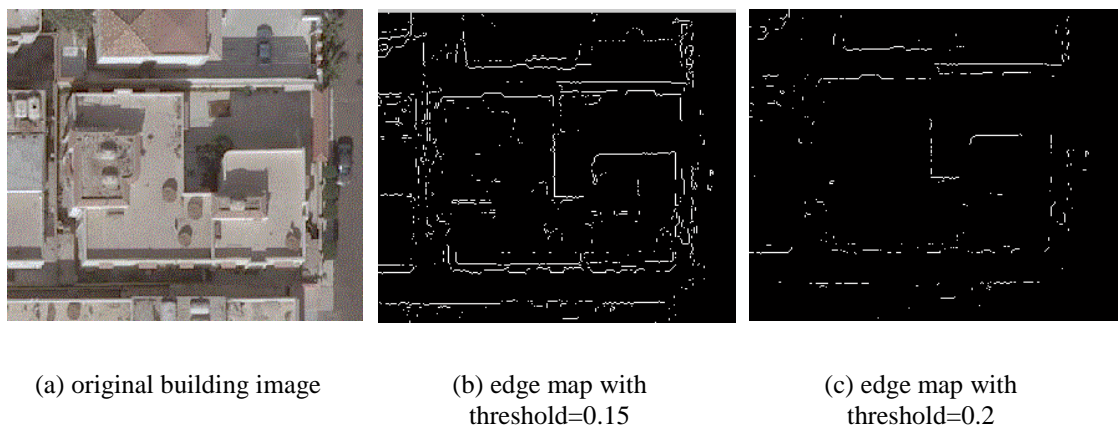 (a) original building image
(b) edge map with
threshold=0.15
(c) edge map with
threshold=0.2